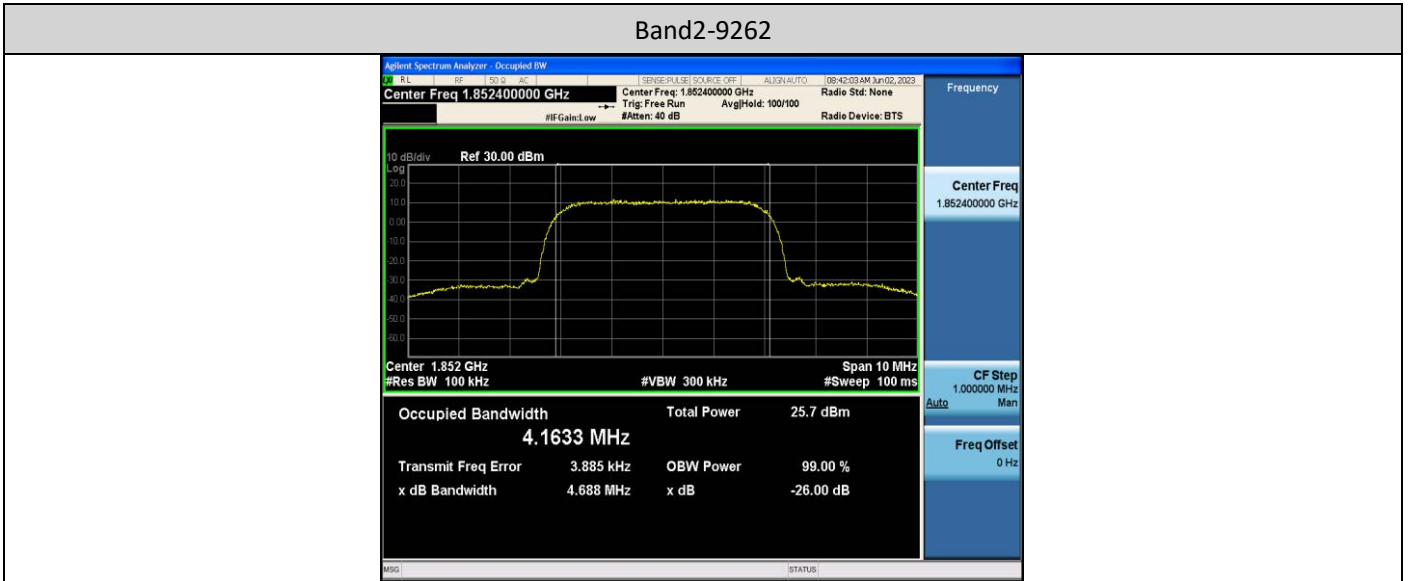 Band2-9262
Agilent Spectrum Analyzer - Occupied BW
RL RF 50 Ω AC SENSE:PULSE SOURCE OFF ALIGN AUTO 08:42:03 AM Jun 02, 2023
Center Freq 1.852400000 GHz
Center Freq: 1.852400000 GHz Radio Std: None
Trig: Free Run Avg|Hold: 100/100
#IFGain:Low #Atten: 40 dB Radio Device: BTS
Frequency
10 dB/div Ref 30.00 dBm
Log
20.0
10.0
0.00
-10.0
-20.0
-30.0
-40.0
-50.0
-60.0
Center 1.852 GHz Span 10 MHz
#Res BW 100 kHz #VBW 300 kHz #Sweep 100 ms
Center Freq
1.852400000 GHz
CF Step
1.000000 MHz
Auto Man
Freq Offset
0 Hz
Occupied Bandwidth Total Power 25.7 dBm
4.1633 MHz
Transmit Freq Error 3.885 kHz OBW Power 99.00 %
x dB Bandwidth 4.688 MHz x dB -26.00 dB
MSG STATUS